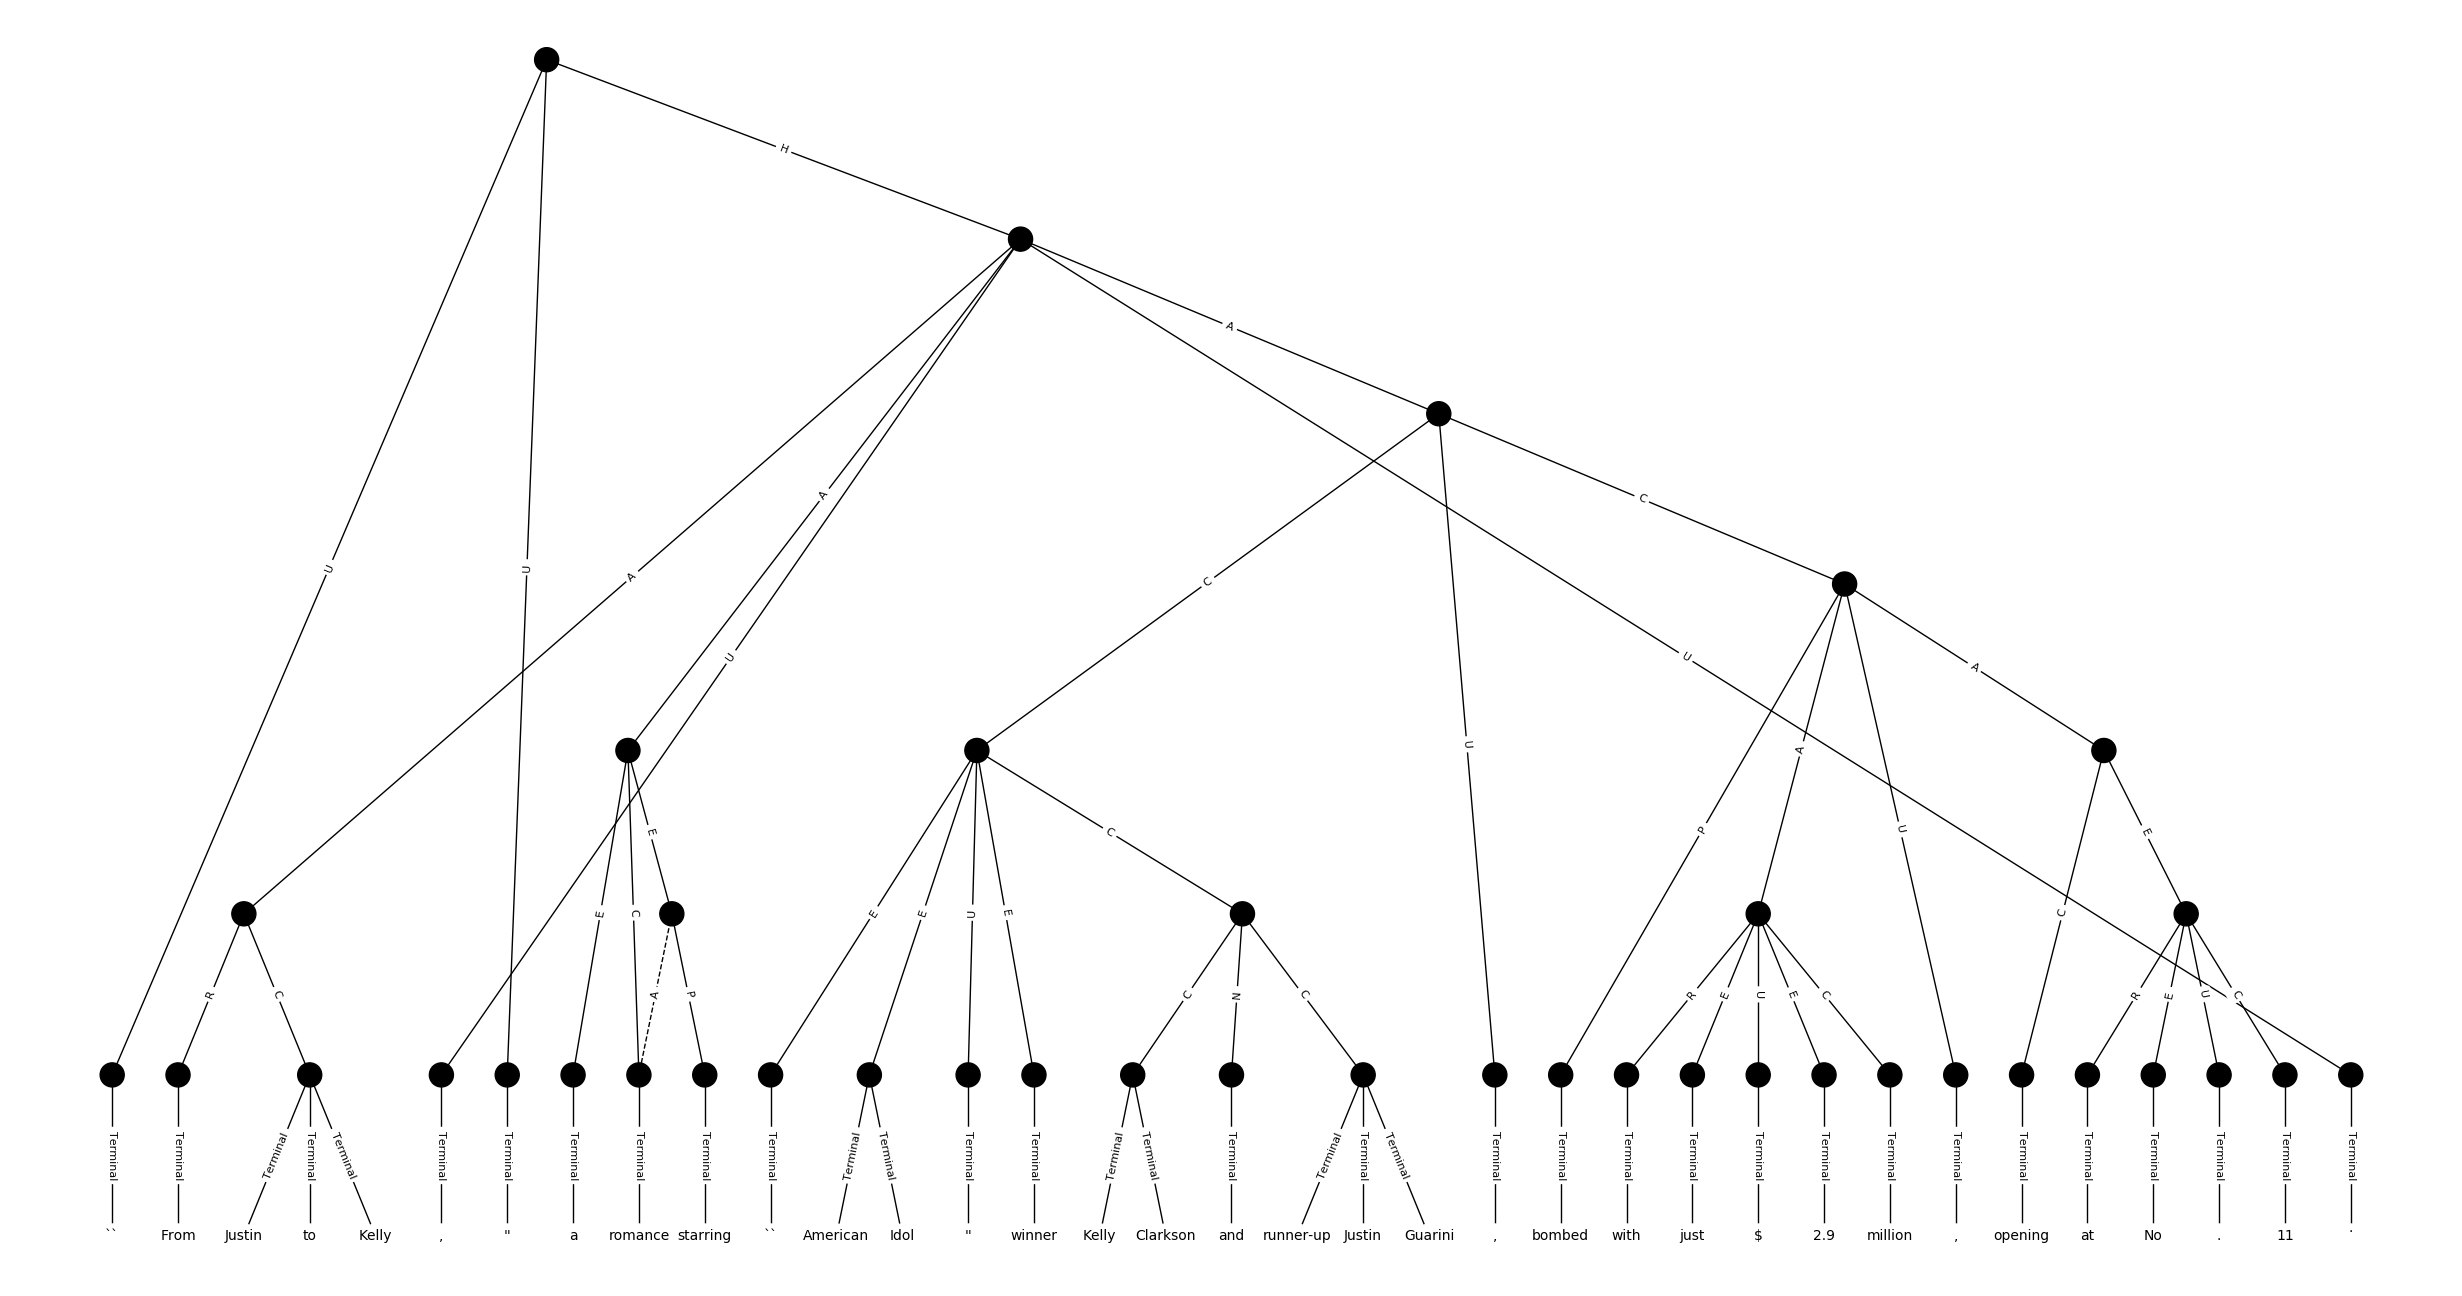 H
A
C
A A U C U U U U A
P A U
E C E E
E C E E U E C C
R C A P C N C R E U E C R E U C
Terminal Terminal Terminal Terminal Terminal Terminal Terminal Terminal Terminal Terminal Terminal Terminal Terminal Terminal Terminal Terminal Terminal Terminal Terminal Terminal Terminal Terminal Terminal Terminal Terminal Terminal Terminal Terminal Terminal Terminal Terminal Terminal Terminal Terminal Terminal
`` From Justin to Kelly , " a romance starring `` American Idol " winner Kelly Clarkson and runner-up Justin Guarini , bombed with just $ 2.9 million , opening at No . 11 .